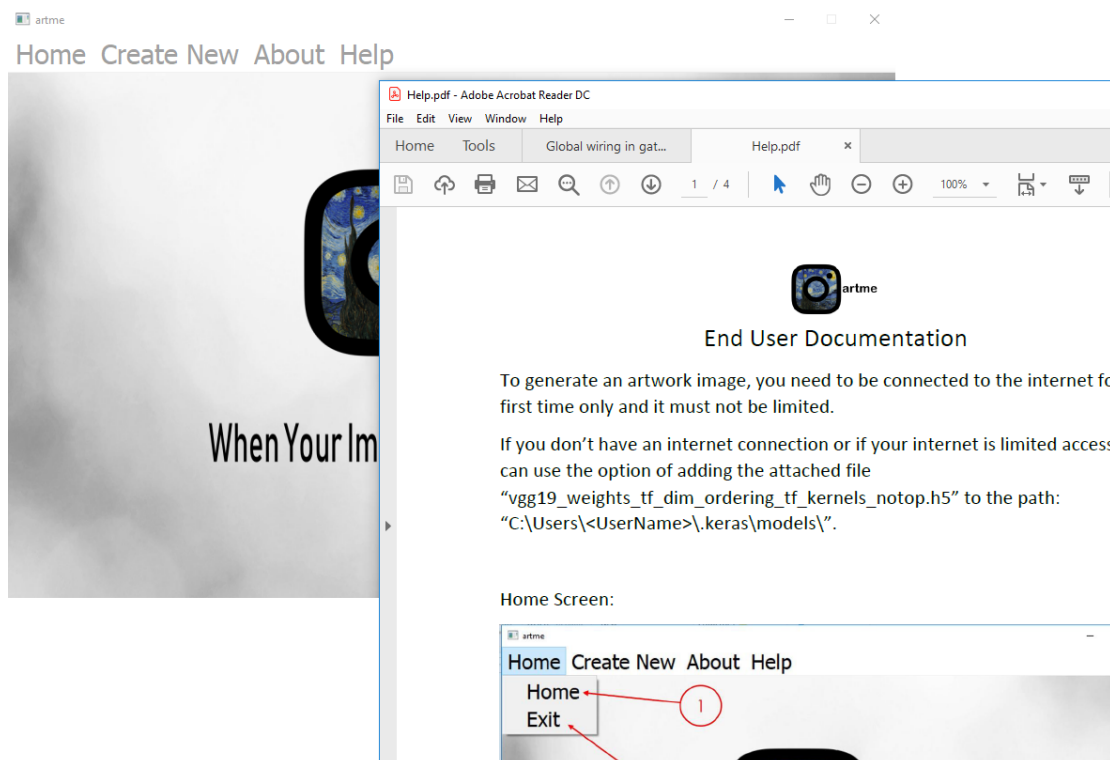 artme
Home Create New About Help
When Your Im
Help.pdf - Adobe Acrobat Reader DC
File Edit View Window Help
Home Tools Global wiring in gat... Help.pdf ×
1 / 4 100%
artme
End User Documentation
To generate an artwork image, you need to be connected to the internet fo
first time only and it must not be limited.
If you don’t have an internet connection or if your internet is limited access
can use the option of adding the attached file
“vgg19_weights_tf_dim_ordering_tf_kernels_notop.h5” to the path:
“C:\Users\<UserName>\.keras\models\”.
Home Screen:
artme
Home Create New About Help
Home
1
Exit